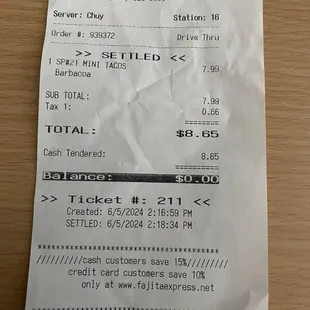 Server: Chuy
Station: 16
Order #: 939372
Drive Thru
>> SETTLED <<
1 SP#21 MINI TACOS 7.99
Barbacoa
SUB TOTAL: 7.99
Tax 1: 0.66
========
TOTAL: $8.65
Cash Tendered: 8.65
==========
Balance: $0.00
>> Ticket #: 211 <<
Created: 6/5/2024 2:16:59 PM
SETTLED: 6/5/2024 2:18:34 PM
****************************************
//////////cash customers save 15%/////////
credit card customers save 10%
only at www.fajitaexpress.net
****************************************